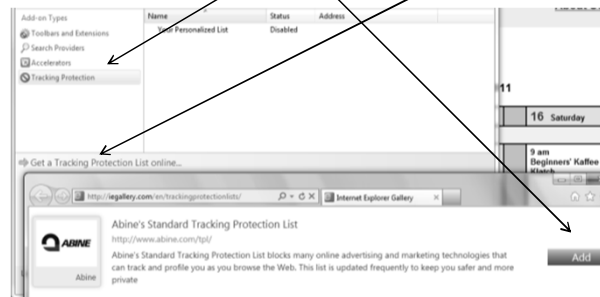 Add-on Types
Name Status Address
Toolbars and Extensions
Your Personalized List Disabled
Search Providers
Accelerators
Tracking Protection
11
16 Saturday
Get a Tracking Protection List online...
9 am
Beginners' Kaffee
Klatch
http://iegallery.com/en/trackingprotectionlists/
Internet Explorer Gallery
Abine's Standard Tracking Protection List
http://www.abine.com/tpl/
ABINE
Abine's Standard Tracking Protection List blocks many online advertising and marketing technologies that
can track and profile you as you browse the Web. This list is updated frequently to keep you safer and more
private
Abine
Add